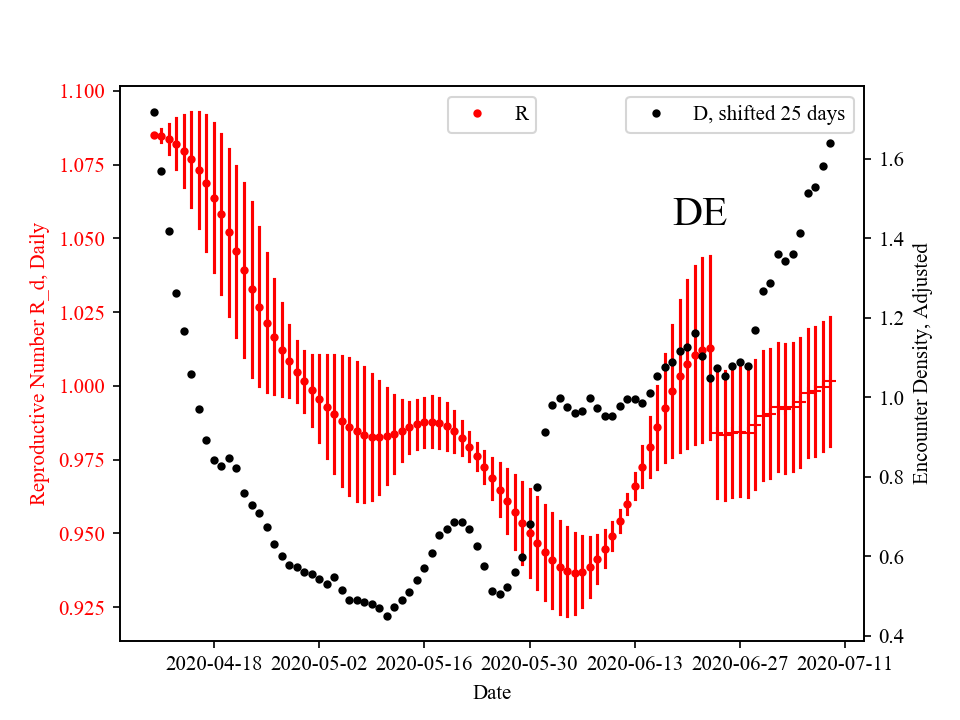 R
D, shifted 25 days
DE
Reproductive Number R_d, Daily
1.100
1.075
1.050
1.025
1.000
0.975
0.950
0.925
1.6
1.4
1.2
1.0
0.8
0.6
0.4
Encounter Density, Adjusted
2020-04-18 2020-05-02 2020-05-16 2020-05-30 2020-06-13 2020-06-27 2020-07-11
Date